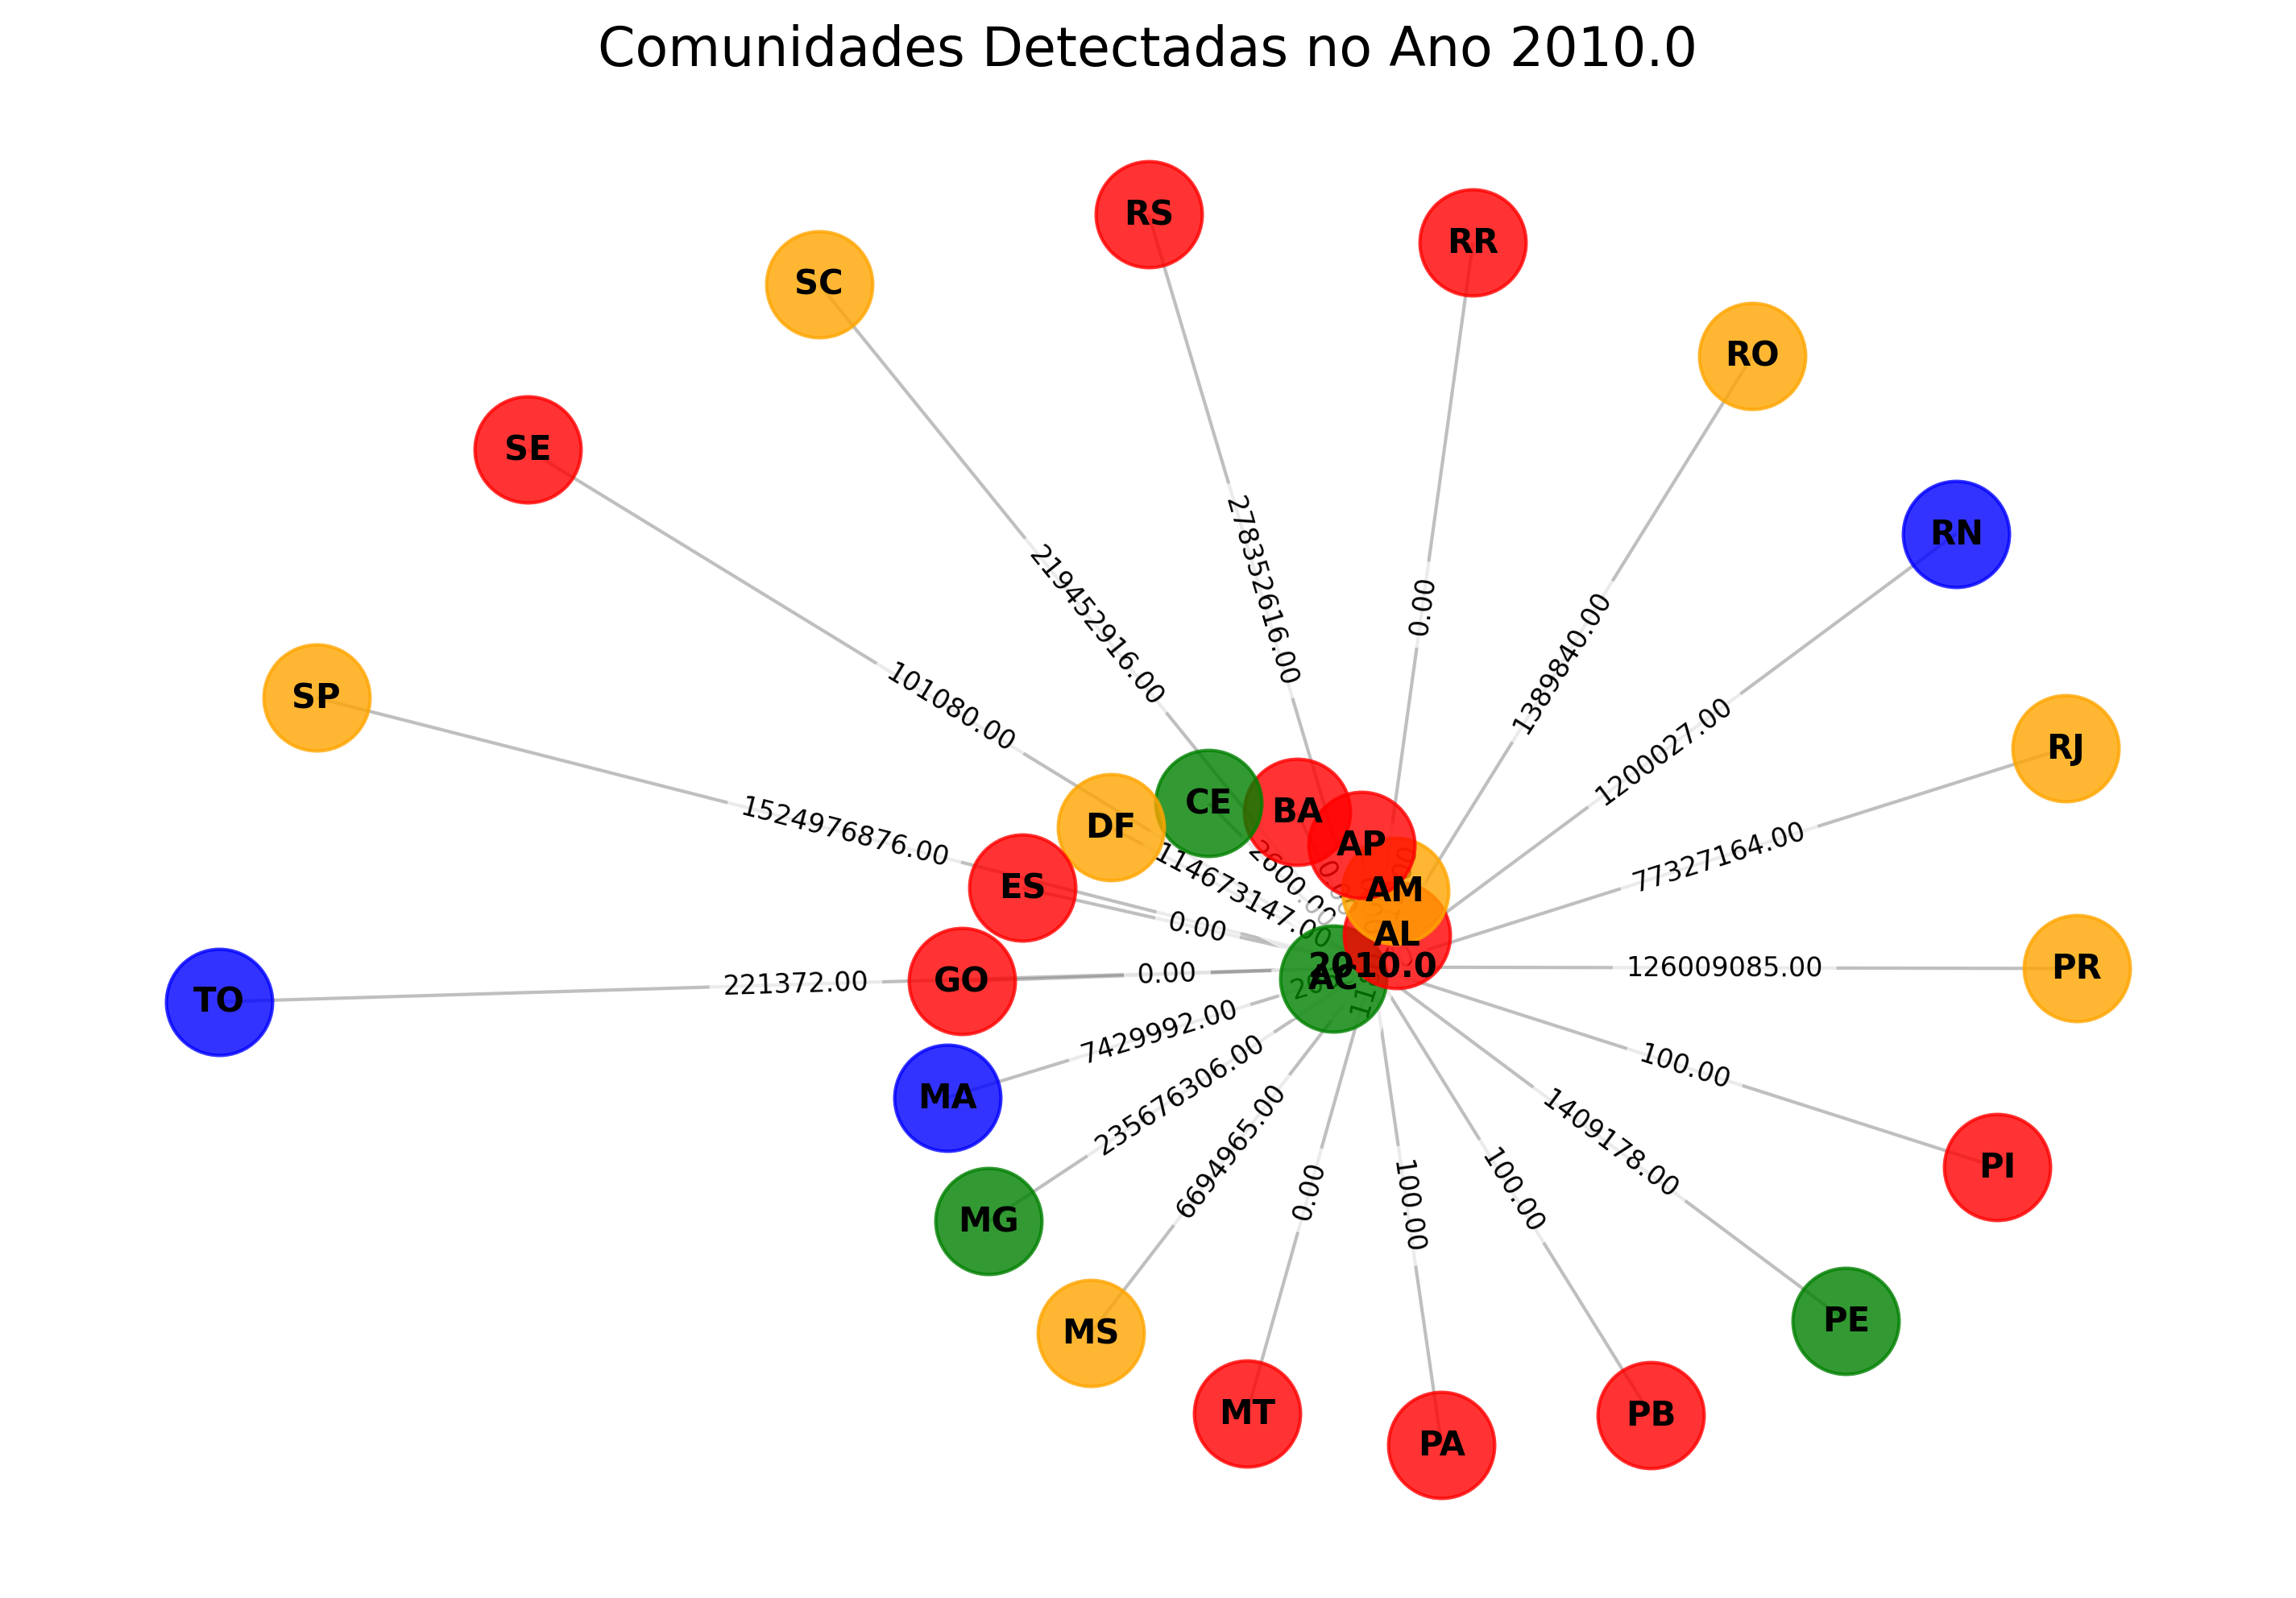 Comunidades Detectadas no Ano 2010.0
RS
RR
SC
RO
SE
RN
278352616.00
219452916.00
0.00
1389840.00
SP
101080.00
1200027.00
RJ
CE
BA
DF
AP
1524976876.00
77327164.00
114673147.00
2600.00
ES
AM
0.00
AL
2010.0
AC
PR
126009085.00
TO
221372.00
GO
0.00
7429992.00
MA
235676306.00
100.00
6694965.00
1409178.00
PI
MG
0.00
100.00
100.00
MS
PE
MT
PA
PB